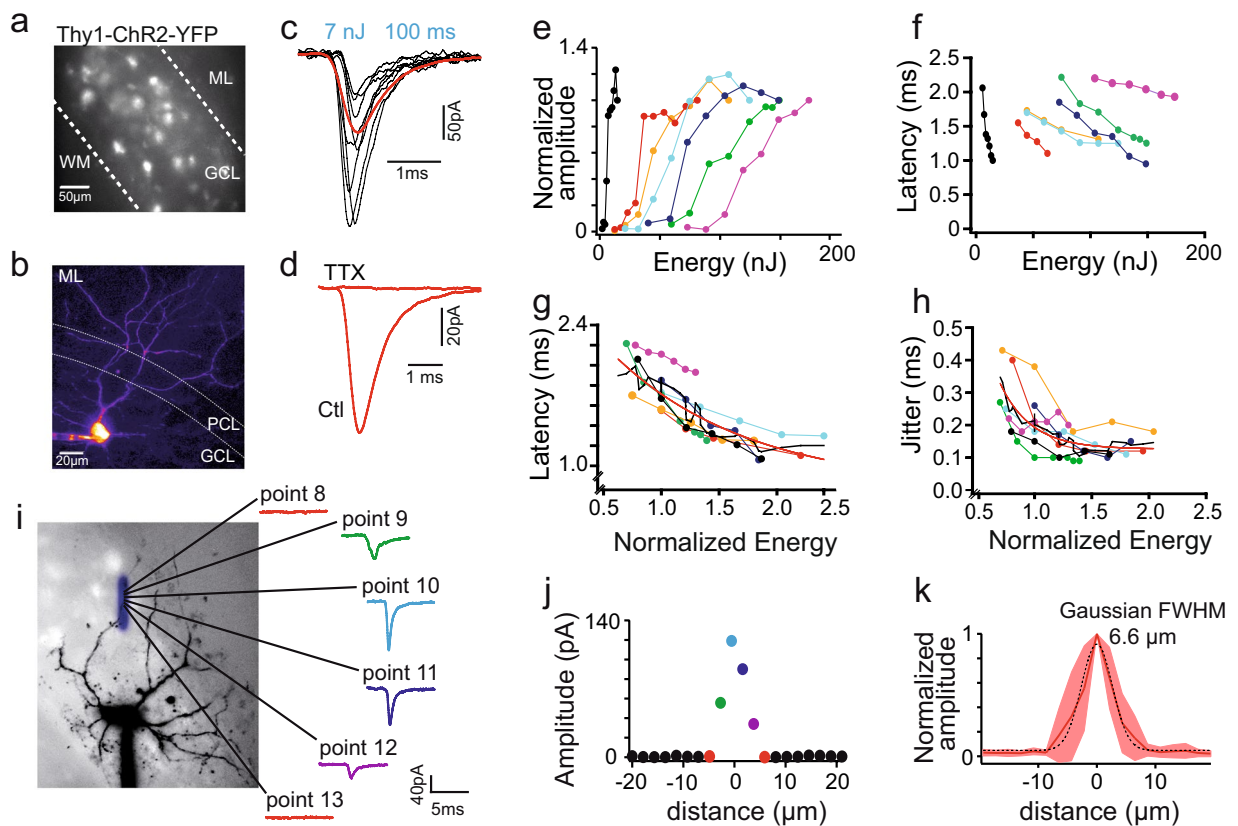 a
Thy1-ChR2-YFP
ML
WM
GCL
50µm
b
ML
PCL
GCL
20µm
c
7 nJ 100 ms
50pA
1ms
d
TTX
Ctl
20pA
1 ms
e
Normalized
amplitude
1.4
0
0 200
Energy (nJ)
f
Latency (ms)
2.5
2.0
1.5
1.0
0.5
0
0 200
Energy (nJ)
g
Latency (ms)
2.4
1.0
0.5 1.0 1.5 2.0 2.5
Normalized Energy
h
Jitter (ms)
0.5
0.4
0.3
0.2
0.1
0.0
0.5 1.0 1.5 2.0 2.5
Normalized Energy
i
point 8
point 9
point 10
point 11
point 12
point 13
40pA
5ms
j
Amplitude (pA)
140
0
-20 -10 0 10 20
distance (µm)
k
Gaussian FWHM
6.6 µm
Normalized
amplitude
1
0
-10 0 10
distance (µm)